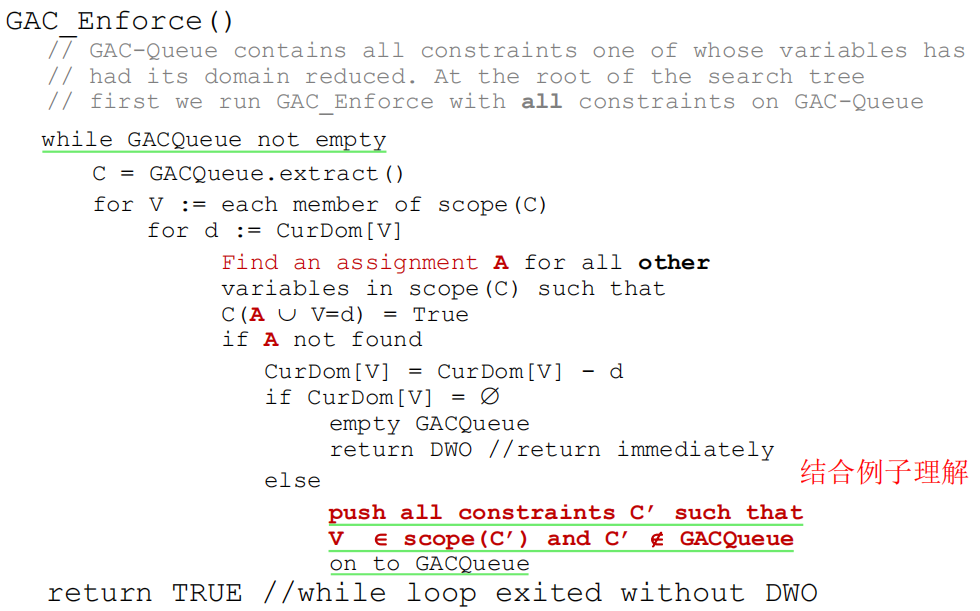 GAC_Enforce()
// GAC-Queue contains all constraints one of whose variables has
// had its domain reduced. At the root of the search tree
// first we run GAC_Enforce with all constraints on GAC-Queue
while GACQueue not empty
C = GACQueue.extract()
for V := each member of scope(C)
for d := CurDom[V]
Find an assignment A for all other
variables in scope(C) such that
C(A ∪ V=d) = True
if A not found
CurDom[V] = CurDom[V] – d
if CurDom[V] = ∅
empty GACQueue
return DWO //return immediately
else
结合例子理解
push all constraints C’ such that
V ∈ scope(C’) and C’ ∉ GACQueue
on to GACQueue
return TRUE //while loop exited without DWO